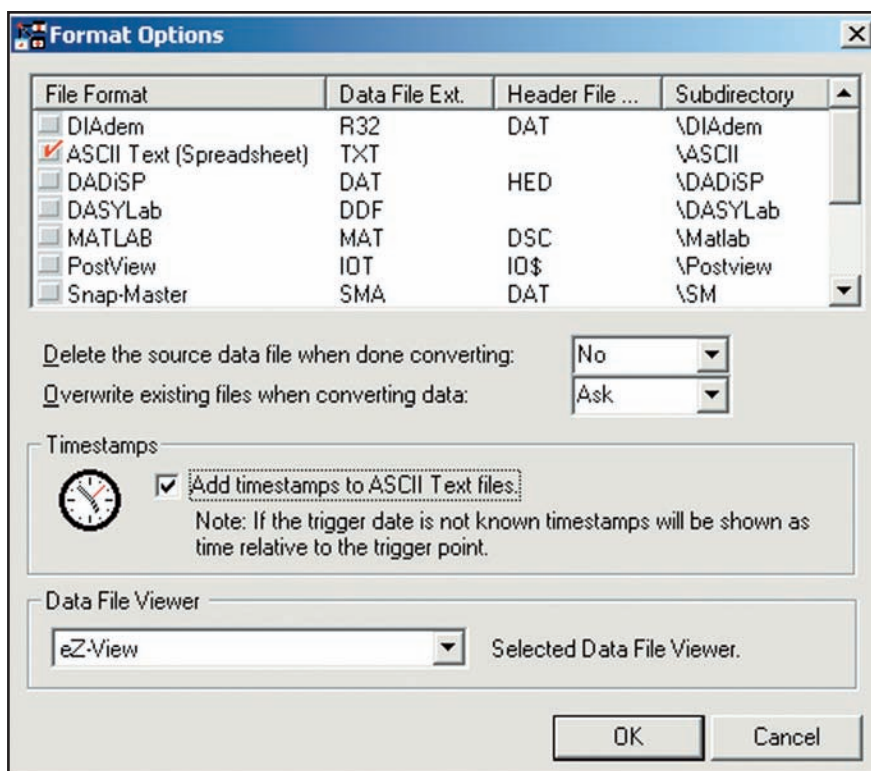 Format Options
File Format Data File Ext. Header File ... Subdirectory
DIAdem R32 DAT \DIAdem
ASCII Text (Spreadsheet) TXT \ASCII
DADiSP DAT HED \DADiSP
DASYLab DDF \DASYLab
MATLAB MAT DSC \Matlab
PostView IOT IO$ \Postview
Snap-Master SMA DAT \SM
Delete the source data file when done converting: No
Overwrite existing files when converting data: Ask
Timestamps
Add timestamps to ASCII Text files.
Note: If the trigger date is not known timestamps will be shown as
time relative to the trigger point.
Data File Viewer
eZ-View Selected Data File Viewer.
OK Cancel